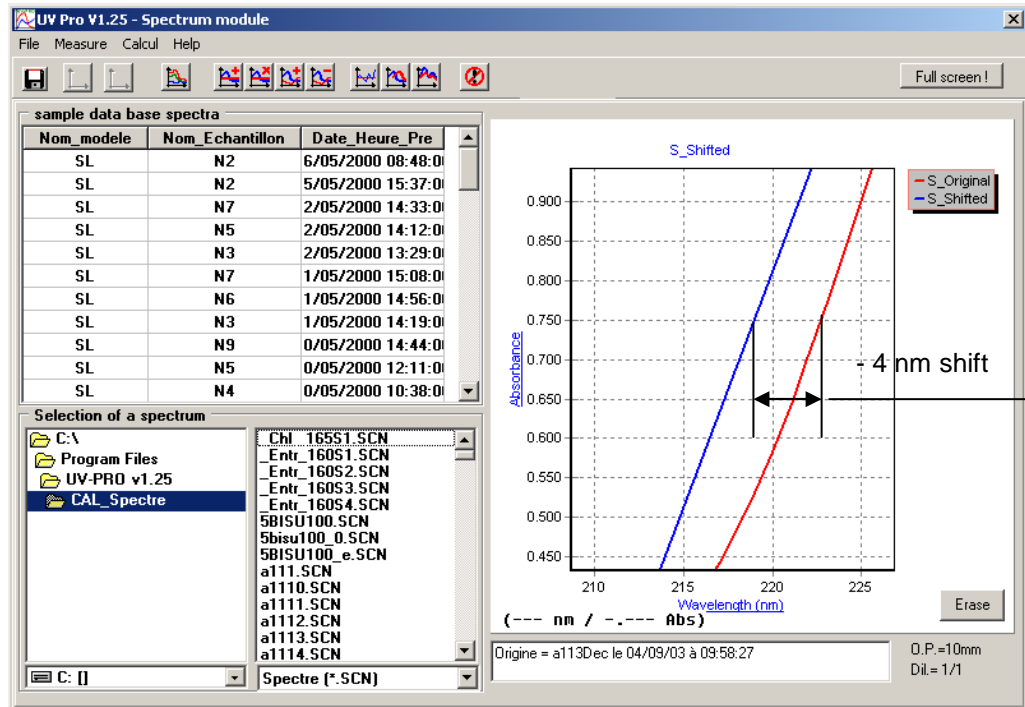 UV Pro V1.25 - Spectrum module
File Measure Calcul Help
Full screen !
sample data base spectra
Nom_modele Nom_Echantillon Date_Heure_Pre
SL N2 6/05/2000 08:48:0
SL N2 5/05/2000 15:37:0
SL N7 2/05/2000 14:33:0
SL N5 2/05/2000 14:12:0
SL N3 2/05/2000 13:29:0
SL N7 1/05/2000 15:08:0
SL N6 1/05/2000 14:56:0
SL N3 1/05/2000 14:19:0
SL N9 0/05/2000 14:44:0
SL N5 0/05/2000 12:11:0
SL N4 0/05/2000 10:38:0
Selection of a spectrum
C:\
Program Files
UV-PRO v1.25
CAL_Spectre
_Chl_165S1.SCN
_Entr_160S1.SCN
_Entr_160S2.SCN
_Entr_160S3.SCN
_Entr_160S4.SCN
5BISU100.SCN
5bisu100_0.SCN
5BISU100_e.SCN
a111.SCN
a1110.SCN
a1111.SCN
a1112.SCN
a1113.SCN
a1114.SCN
C: []
Spectre (*.SCN)
S_Shifted
S_Original
S_Shifted
0.900
0.850
0.800
0.750
0.700
0.650
0.600
0.550
0.500
0.450
Absorbance
- 4 nm shift
210 215 220 225
Wavelength (nm)
(--- nm / -.--- Abs)
Erase
Origine = a113Dec le 04/09/03 à 09:58:27
O.P.=10mm
Dil.= 1/1